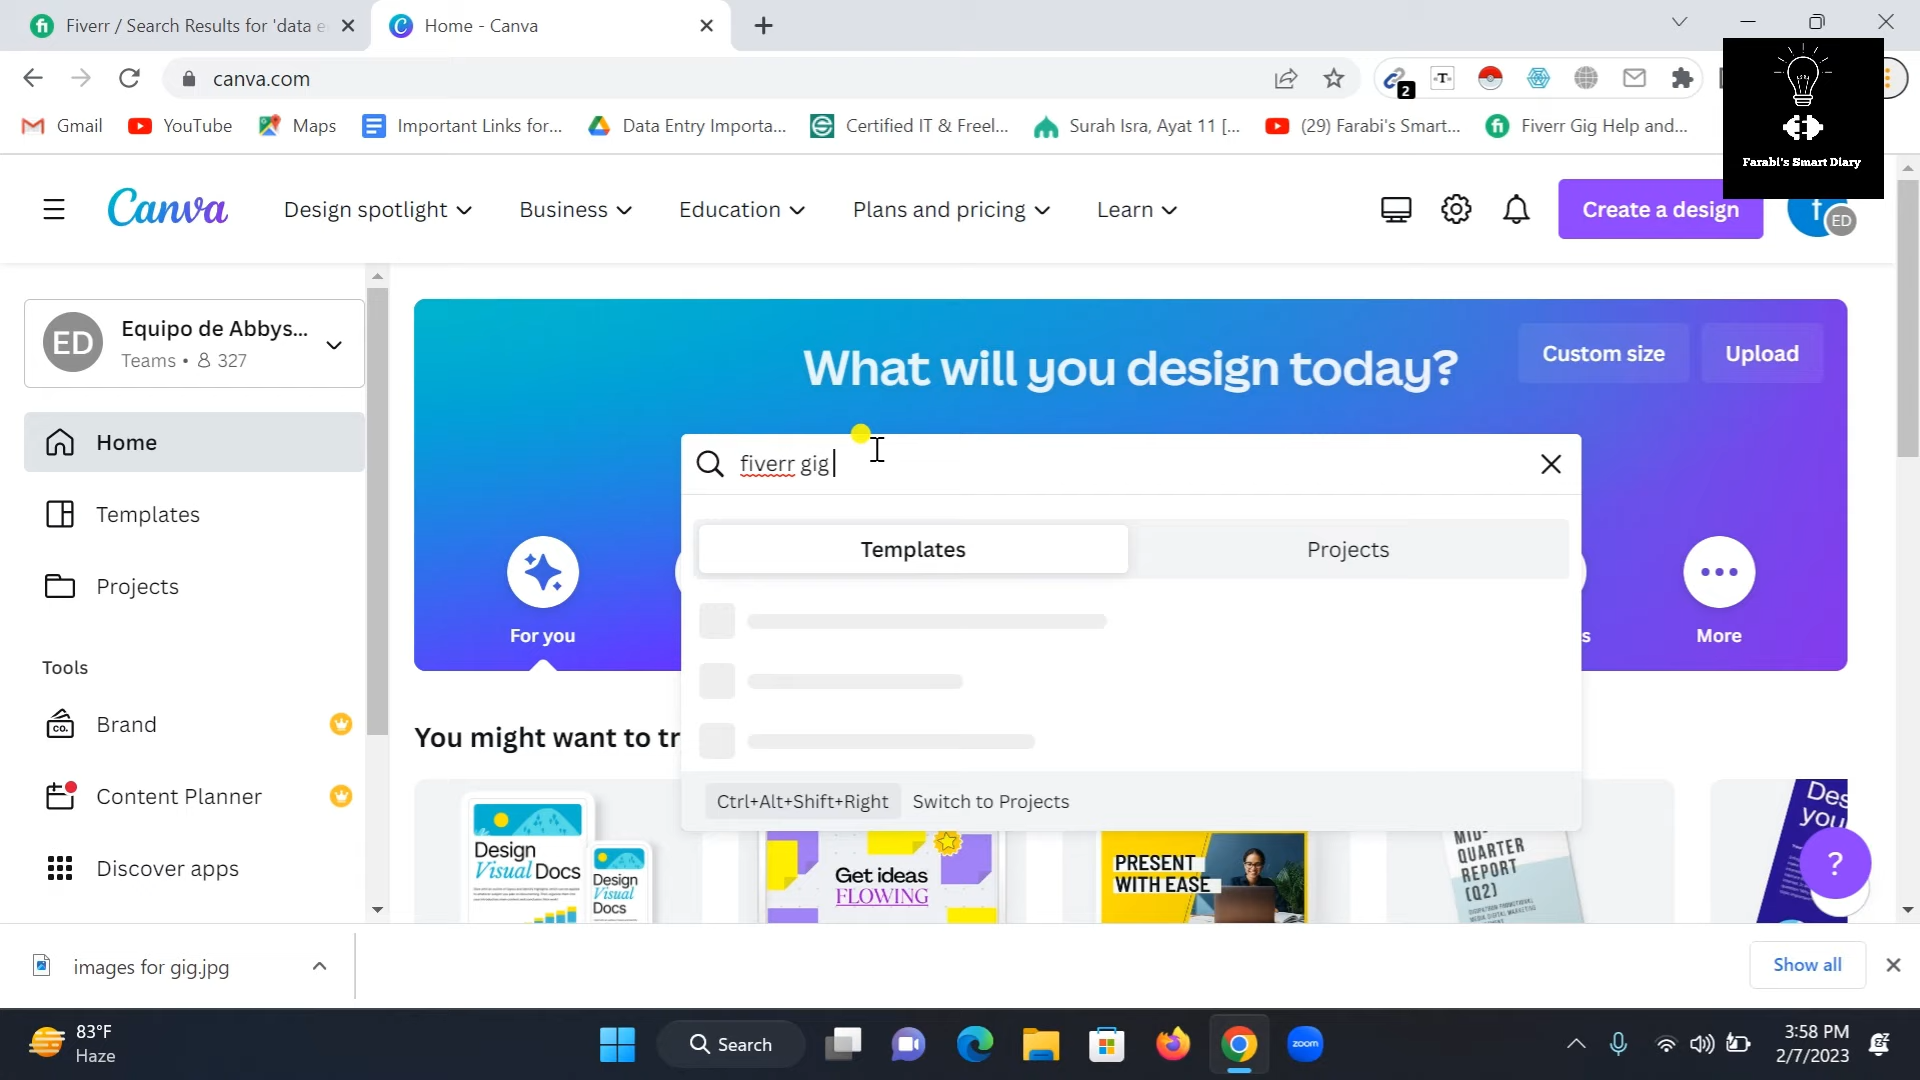 Fiverr / Search Results for 'data e
Home - Canva
canva.com
2
Gmail
YouTube
Maps
Important Links for...
Data Entry Importa...
Certified IT & Freel...
Surah Isra, Ayat 11 [...
(29) Farabi's Smart...
Fiverr Gig Help and...
Farabi's Smart Diary
Canva
Design spotlight
Business
Education
Plans and pricing
Learn
Create a design
f
ED
ED
Equipo de Abbys...
Teams • 327
What will you design today?
Custom size
Upload
Home
fiverr gig
Templates
Projects
Templates
Projects
For you
s
More
Tools
Brand
You might want to tr
Content Planner
Ctrl+Alt+Shift+Right
Switch to Projects
Discover apps
Design
Visual Docs
Design
Visual
Docs
Get ideas
FLOWING
PRESENT
WITH EASE
MID-
QUARTER
REPORT
(Q2)
Des
you
?
images for gig.jpg
Show all
83°F
Haze
Search
zoom
3:58 PM
2/7/2023